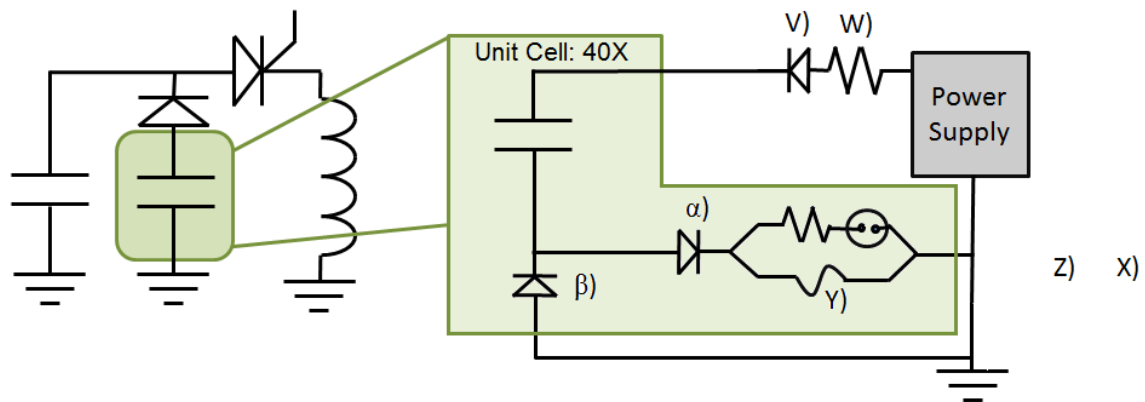 V) W)
Unit Cell: 40X
Power
Supply
α)
β)
Y)
Z) X)